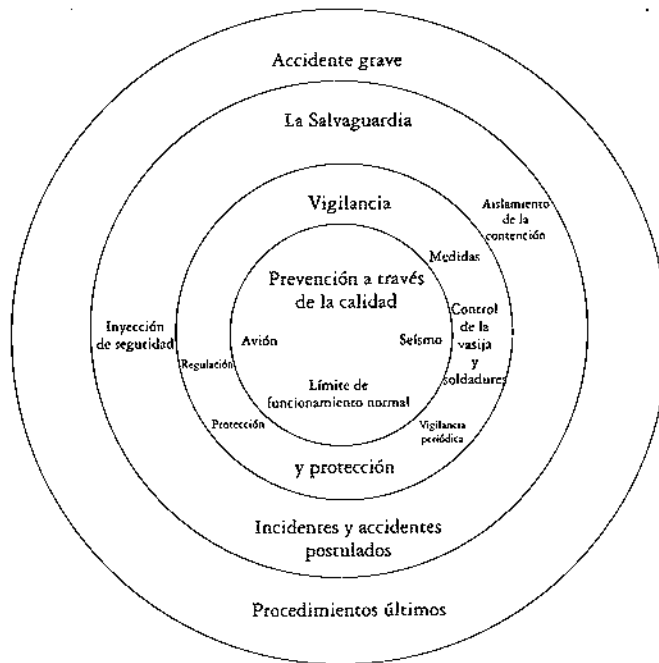 Accidente grave
La Salvaguardia
Vigilancia
Aislamiento
de la
contención
Medidas
Prevención a través
de la calidad
Inyección
de seguridad
Avión
Seísmo
Control
de la
vasija
y
soldadures
Regulación
Límite de
funcionamiento normal
Protección
Vigilancia
periódica
y protección
Incidentes y accidentes
postulados
Procedimientos últimos